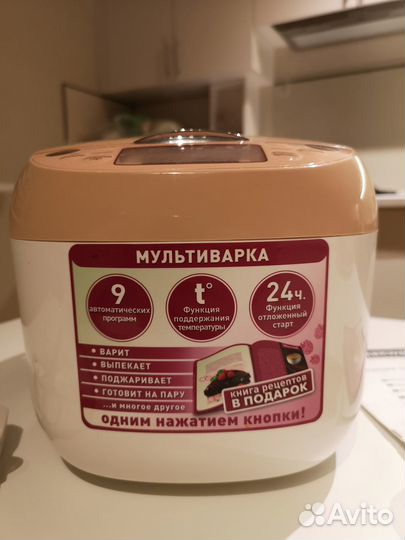 МУЛЬТИВАРКА
9
автоматических
программ
t°
Функция
поддержания
температуры
24ч.
Функция
отложенный
старт
• ВАРИТ
• ВЫПЕКАЕТ
• ПОДЖАРИВАЕТ
• ГОТОВИТ НА ПАРУ
...и многое другое
КНИГА РЕЦЕПТОВ
В ПОДАРОК
одним нажатием кнопки!
Avito